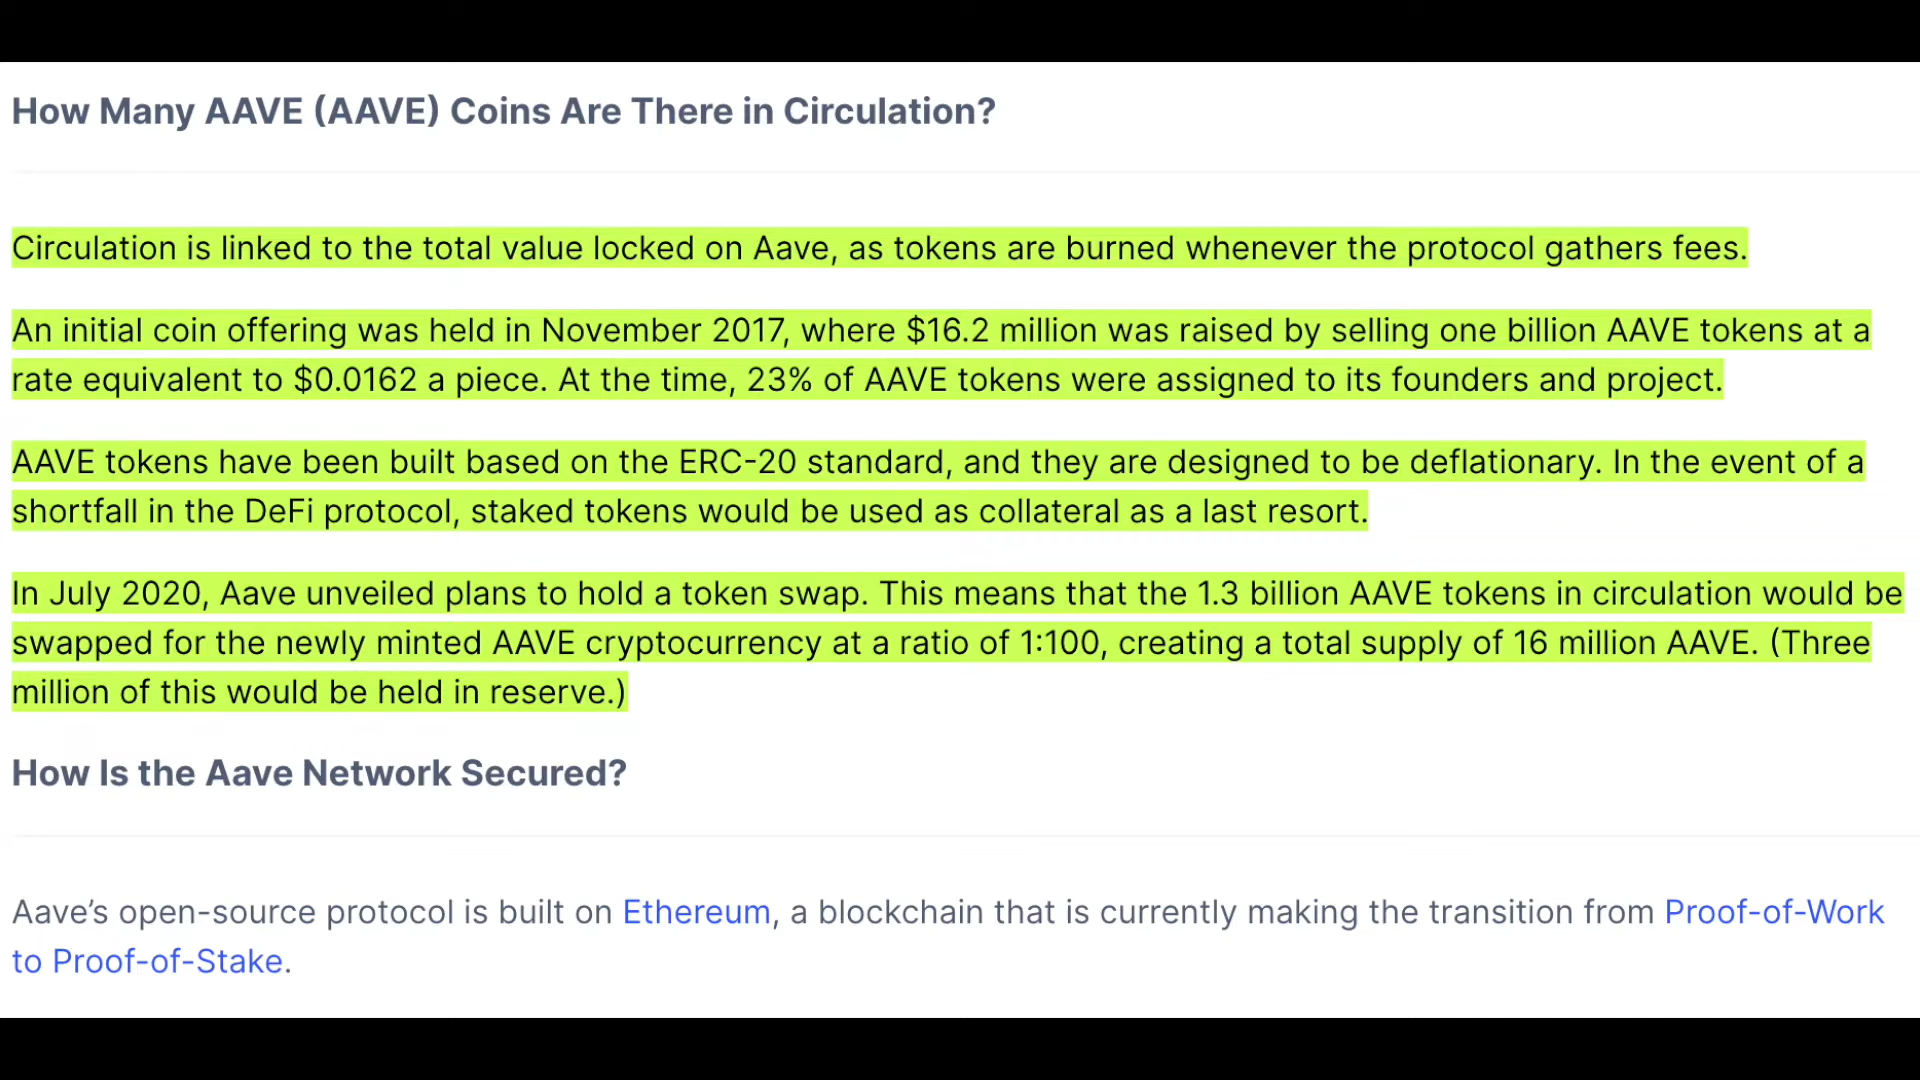 How Many AAVE (AAVE) Coins Are There in Circulation?
Circulation is linked to the total value locked on Aave, as tokens are burned whenever the protocol gathers fees.
An initial coin offering was held in November 2017, where $16.2 million was raised by selling one billion AAVE tokens at a
rate equivalent to $0.0162 a piece. At the time, 23% of AAVE tokens were assigned to its founders and project.
AAVE tokens have been built based on the ERC-20 standard, and they are designed to be deflationary. In the event of a
shortfall in the DeFi protocol, staked tokens would be used as collateral as a last resort.
In July 2020, Aave unveiled plans to hold a token swap. This means that the 1.3 billion AAVE tokens in circulation would be
swapped for the newly minted AAVE cryptocurrency at a ratio of 1:100, creating a total supply of 16 million AAVE. (Three
million of this would be held in reserve.)
How Is the Aave Network Secured?
Aave’s open-source protocol is built on Ethereum, a blockchain that is currently making the transition from Proof-of-Work
to Proof-of-Stake.